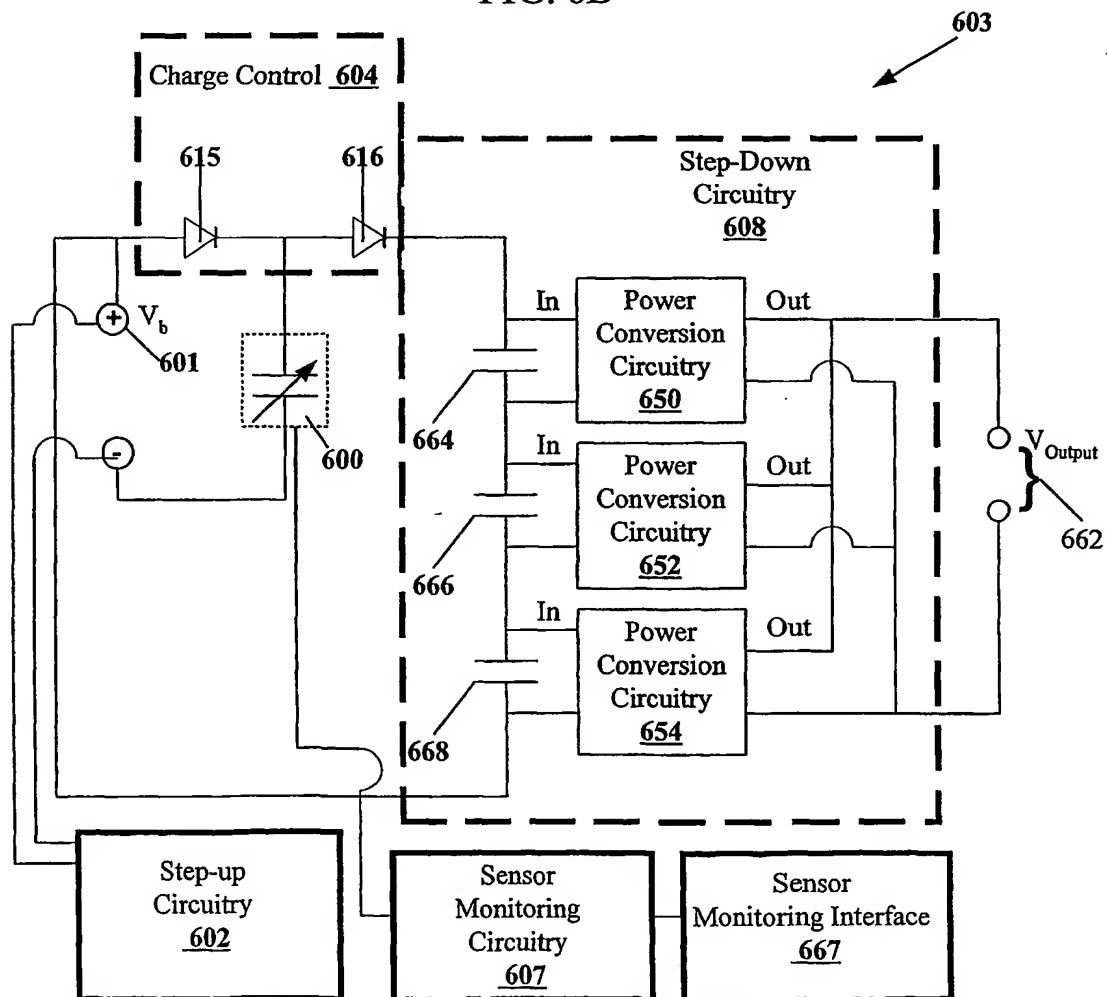 FIG. 6B
603
Charge Control 604
615
616
Step-Down
Circuitry
608
+
Vb
601
-
600
In
Power
Conversion
Circuitry
650
Out
664
In
Power
Conversion
Circuitry
652
Out
666
In
Power
Conversion
Circuitry
654
Out
668
VOutput
662
Step-up
Circuitry
602
Sensor
Monitoring
Circuitry
607
Sensor
Monitoring Interface
667